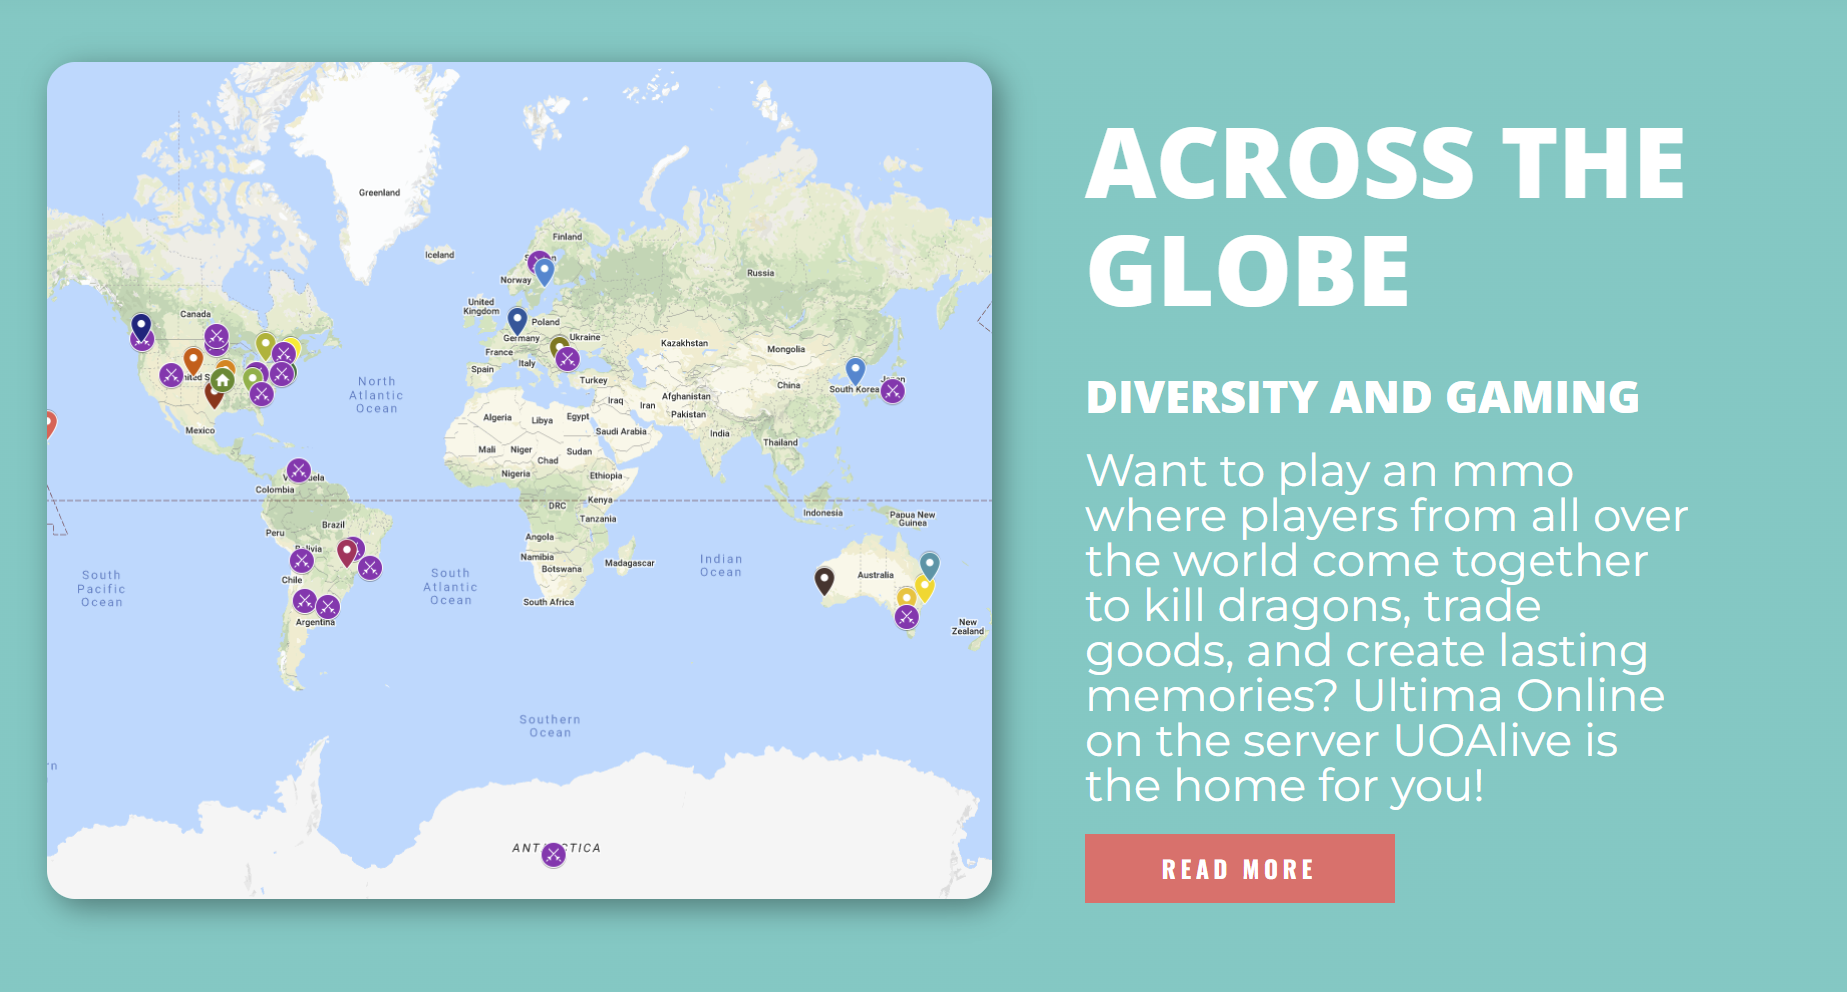 Greenland
Iceland
Finland
Norway
Russia
United
Kingdom
Canada
Poland
Germany
Ukraine
France
Kazakhstan
Mongolia
Italy
Spain
Turkey
China
South Korea
North
Atlantic
Ocean
Iraq
Iran
Afghanistan
Pakistan
Mexico
Algeria
Libya
Egypt
Saudi Arabia
India
Thailand
Mali
Niger
Chad
Sudan
Nigeria
Ethiopia
Colombia
Kenya
DRC
Indonesia
Papua New
Guinea
Tanzania
Brazil
Peru
Angola
Namibia
Botswana
Madagascar
Indian
Ocean
Australia
South
Pacific
Ocean
Chile
South
Atlantic
Ocean
South Africa
Argentina
New
Zealand
Southern
Ocean
ACROSS THE
GLOBE
DIVERSITY AND GAMING
Want to play an mmo
where players from all over
the world come together
to kill dragons, trade
goods, and create lasting
memories? Ultima Online
on the server UOAlive is
the home for you!
READ MORE